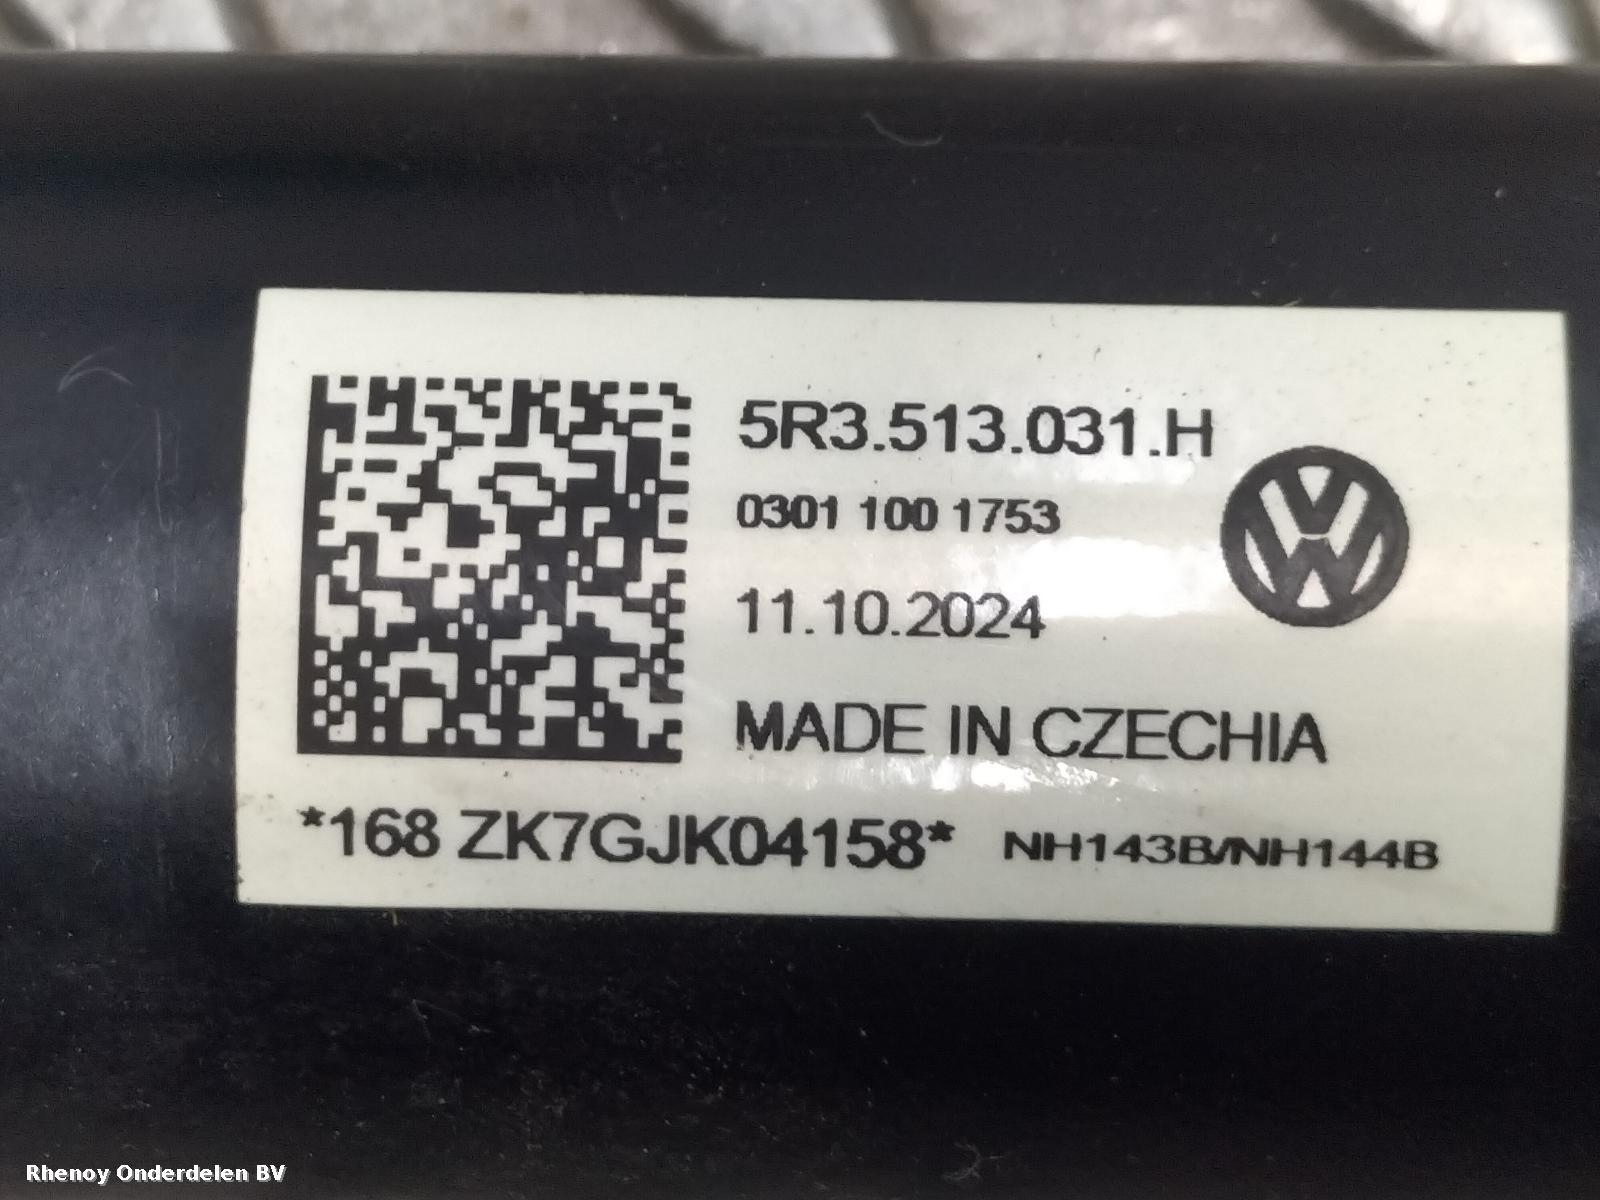 5R3.513.031.H
0301 100 1753
11.10.2024
MADE IN CZECHIA
*168 ZK7GJK04158* NH143B/NH144B
Rhenoy Onderdelen BV